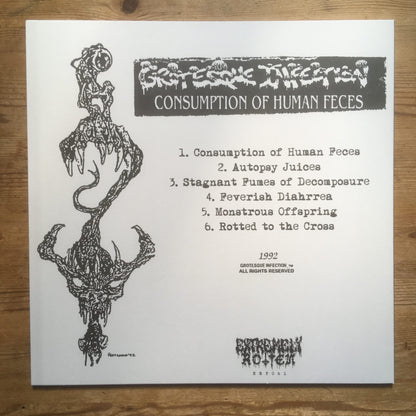 GROTESQUE INFECTION
CONSUMPTION OF HUMAN FECES
1. Consumption of Human Feces
2. Autopsy Juices
3. Stagnant Fumes of Decomposure
4. Feverish Diahrrea
5. Monstrous Offspring
6. Rotted to the Cross
1992
GROTESQUE INFECTION ™
ALL RIGHTS RESERVED
EXTREMELY
ROTTEN